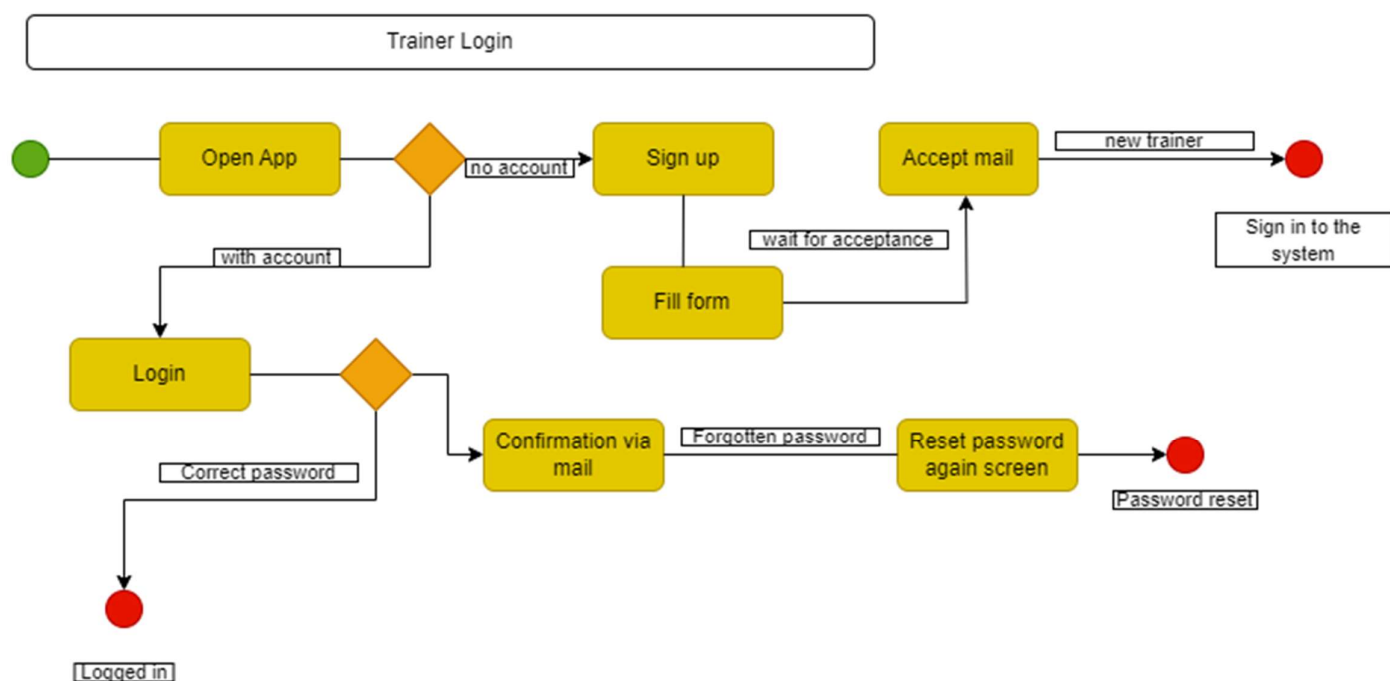 Trainer Login
Open App
no account
Sign up
Accept mail
new trainer
Sign in to the
system
with account
wait for acceptance
Fill form
Login
Correct password
Confirmation via
mail
Forgotten password
Reset password
again screen
Password reset
Logged in